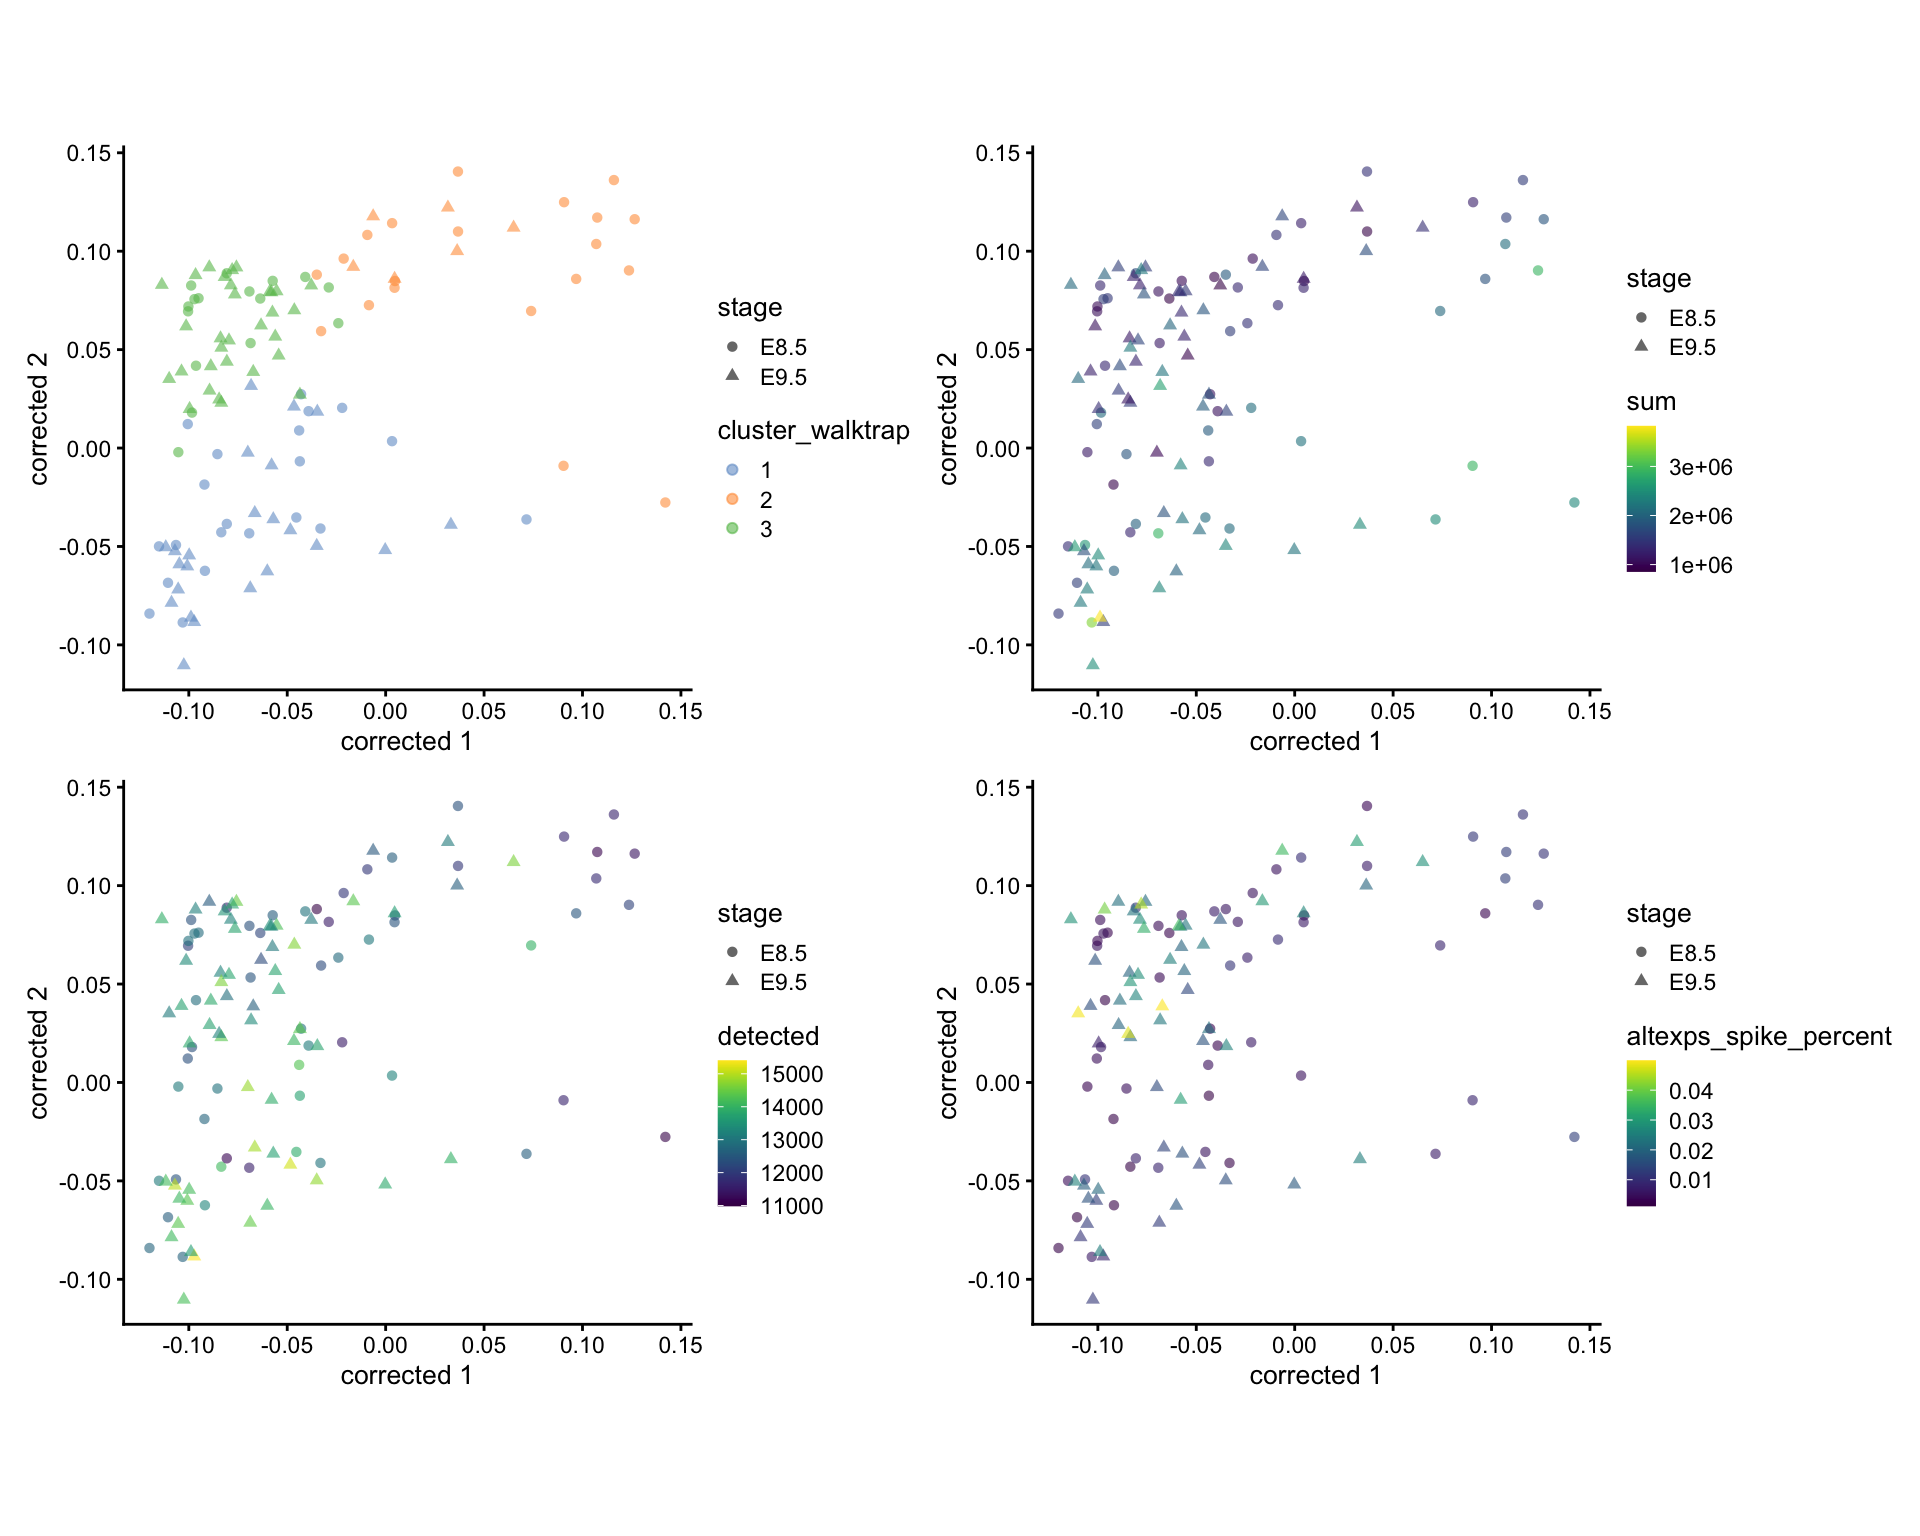 0.15
0.10
0.05
0.00
-0.05
-0.10
corrected 2
-0.10 -0.05 0.00 0.05 0.10 0.15
corrected 1
stage
E8.5
E9.5
cluster_walktrap
1
2
3
0.15
0.10
0.05
0.00
-0.05
-0.10
corrected 2
-0.10 -0.05 0.00 0.05 0.10 0.15
corrected 1
stage
E8.5
E9.5
sum
3e+06
2e+06
1e+06
0.15
0.10
0.05
0.00
-0.05
-0.10
corrected 2
-0.10 -0.05 0.00 0.05 0.10 0.15
corrected 1
stage
E8.5
E9.5
detected
15000
14000
13000
12000
11000
0.15
0.10
0.05
0.00
-0.05
-0.10
corrected 2
-0.10 -0.05 0.00 0.05 0.10 0.15
corrected 1
stage
E8.5
E9.5
altexps_spike_percent
0.04
0.03
0.02
0.01